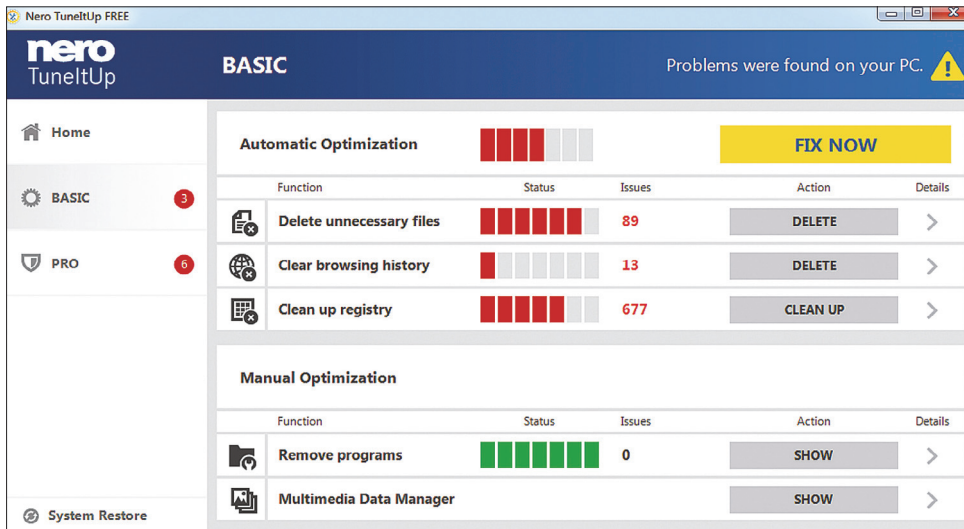 Nero TuneItUp FREE
nero
TuneItUp
BASIC
Problems were found on your PC.
Home
BASIC
3
PRO
6
System Restore
Automatic Optimization
FIX NOW
Function Status Issues Action Details
Delete unnecessary files 89 DELETE
Clear browsing history 13 DELETE
Clean up registry 677 CLEAN UP
Manual Optimization
Function Status Issues Action Details
Remove programs 0 SHOW
Multimedia Data Manager SHOW